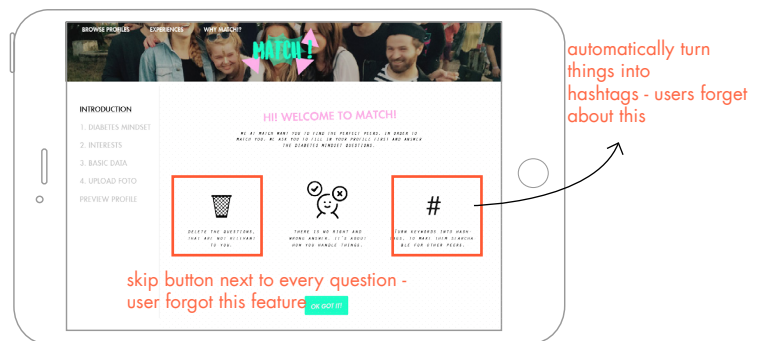 BROWSE PROFILES EXPERIENCES WHY MATCH!?
MATCH !
INTRODUCTION
1. DIABETES MINDSET
2. INTERESTS
3. BASIC DATA
4. UPLOAD FOTO
PREVIEW PROFILE
HI! WELCOME TO MATCH!
WE AT MATCH WANT YOU TO FIND THE PERFECT PEERS, IN ORDER TO
MATCH YOU, WE ASK YOU TO FILL IN YOUR PROFILE FIRST AND ANSWER
THE DIABETES MINDSET QUESTIONS.
DELETE THE QUESTIONS,
THAT ARE NOT RELEVANT
TO YOU.
THERE IS NO RIGHT AND
WRONG ANSWER. IT'S ABOUT
HOW YOU HANDLE THINGS.
#
TURN KEYWORDS INTO HASH-
TAGS, TO MAKE THEM SEARCHA-
BLE FOR OTHER PEERS.
OK GOT IT!
skip button next to every question -
user forgot this feature
automatically turn
things into
hashtags - users forget
about this